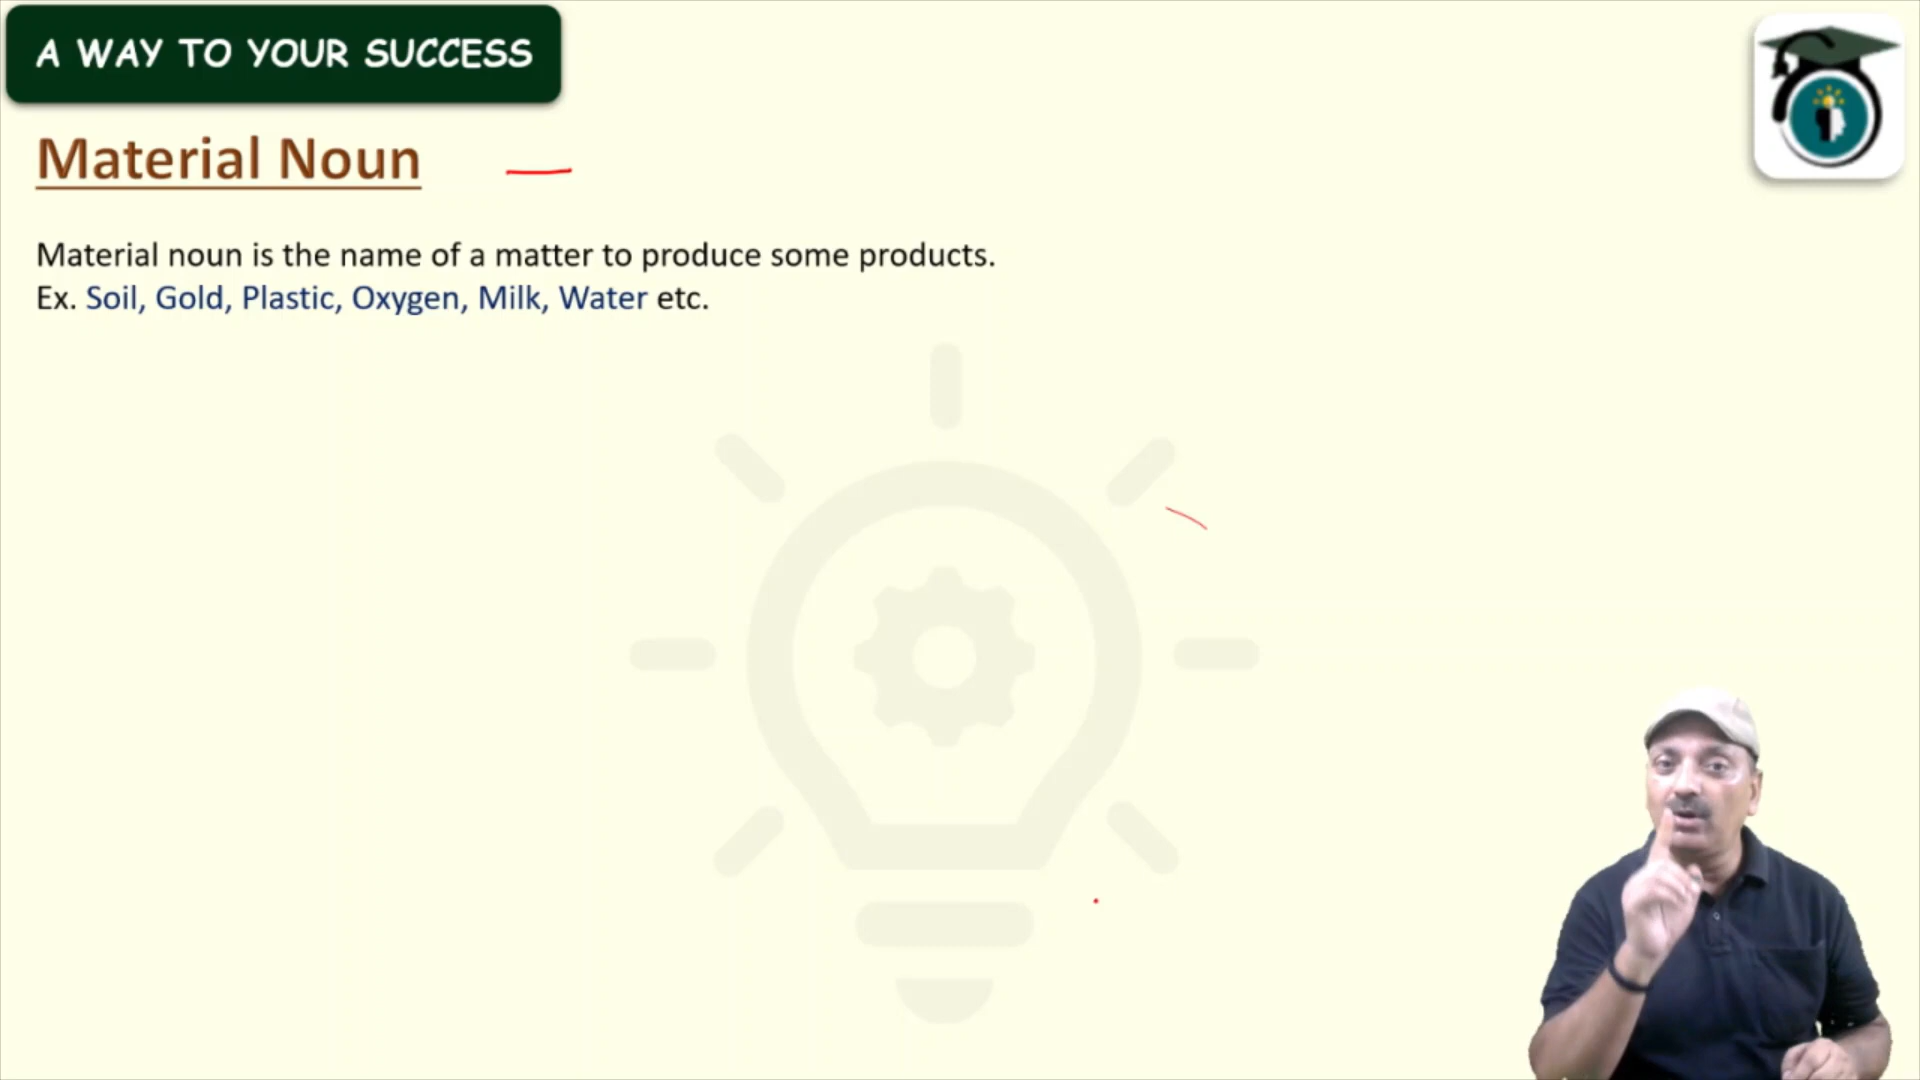 A WAY TO YOUR SUCCESS
Material Noun
Material noun is the name of a matter to produce some products.
Ex. Soil, Gold, Plastic, Oxygen, Milk, Water etc.